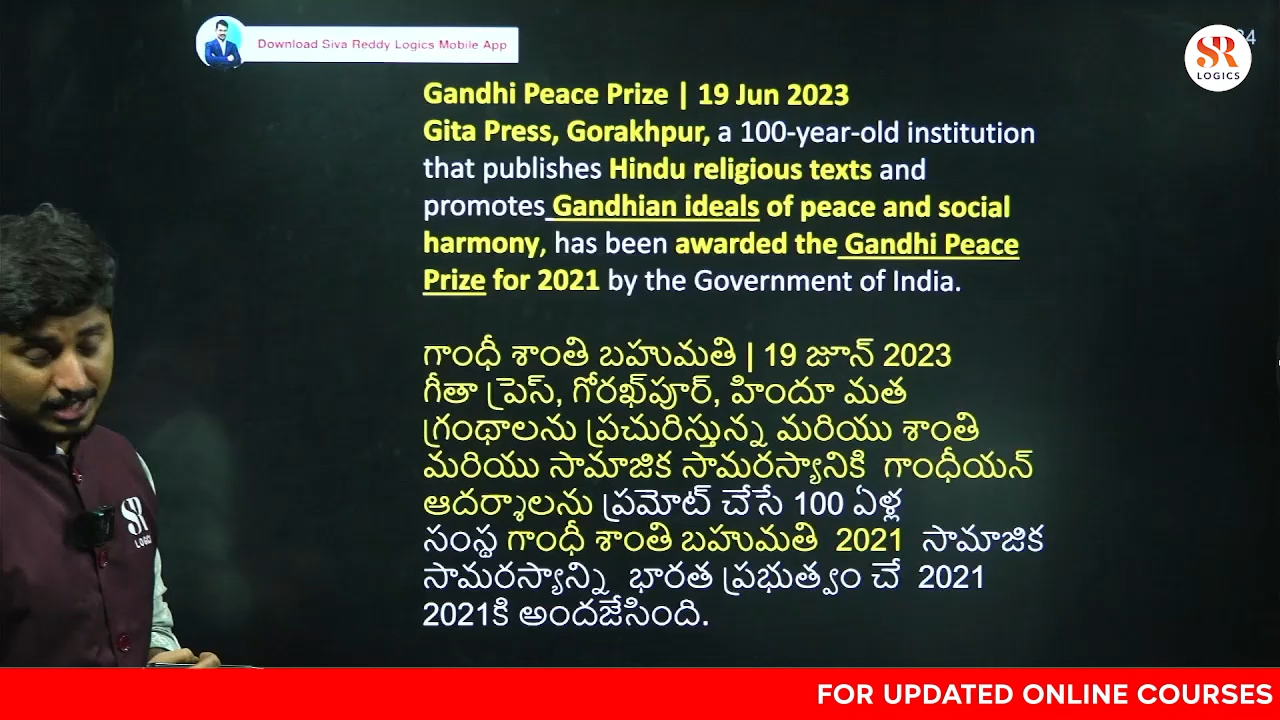 Download Siva Reddy Logics Mobile App
SR
LOGICS
Gandhi Peace Prize | 19 Jun 2023
Gita Press, Gorakhpur, a 100-year-old institution
that publishes Hindu religious texts and
promotes Gandhian ideals of peace and social
harmony, has been awarded the Gandhi Peace
Prize for 2021 by the Government of India.
గాంధీ శాంతి బహుమతి | 19 జూన్ 2023
గీతా ప్రెస్, గోరఖ్‌పూర్, హిందూ మత
గ్రంథాలను ప్రచురిస్తున్న మరియు శాంతి
మరియు సామాజిక సామరస్యానికి గాంధీయన్
ఆదర్శాలను ప్రమోట్ చేసే 100 ఏళ్ల
సంస్థ గాంధీ శాంతి బహుమతి 2021 సామాజిక
సామరస్యాన్ని భారత ప్రభుత్వం చే 2021
2021కి అందజేసింది.
SR
FOR UPDATED ONLINE COURSES